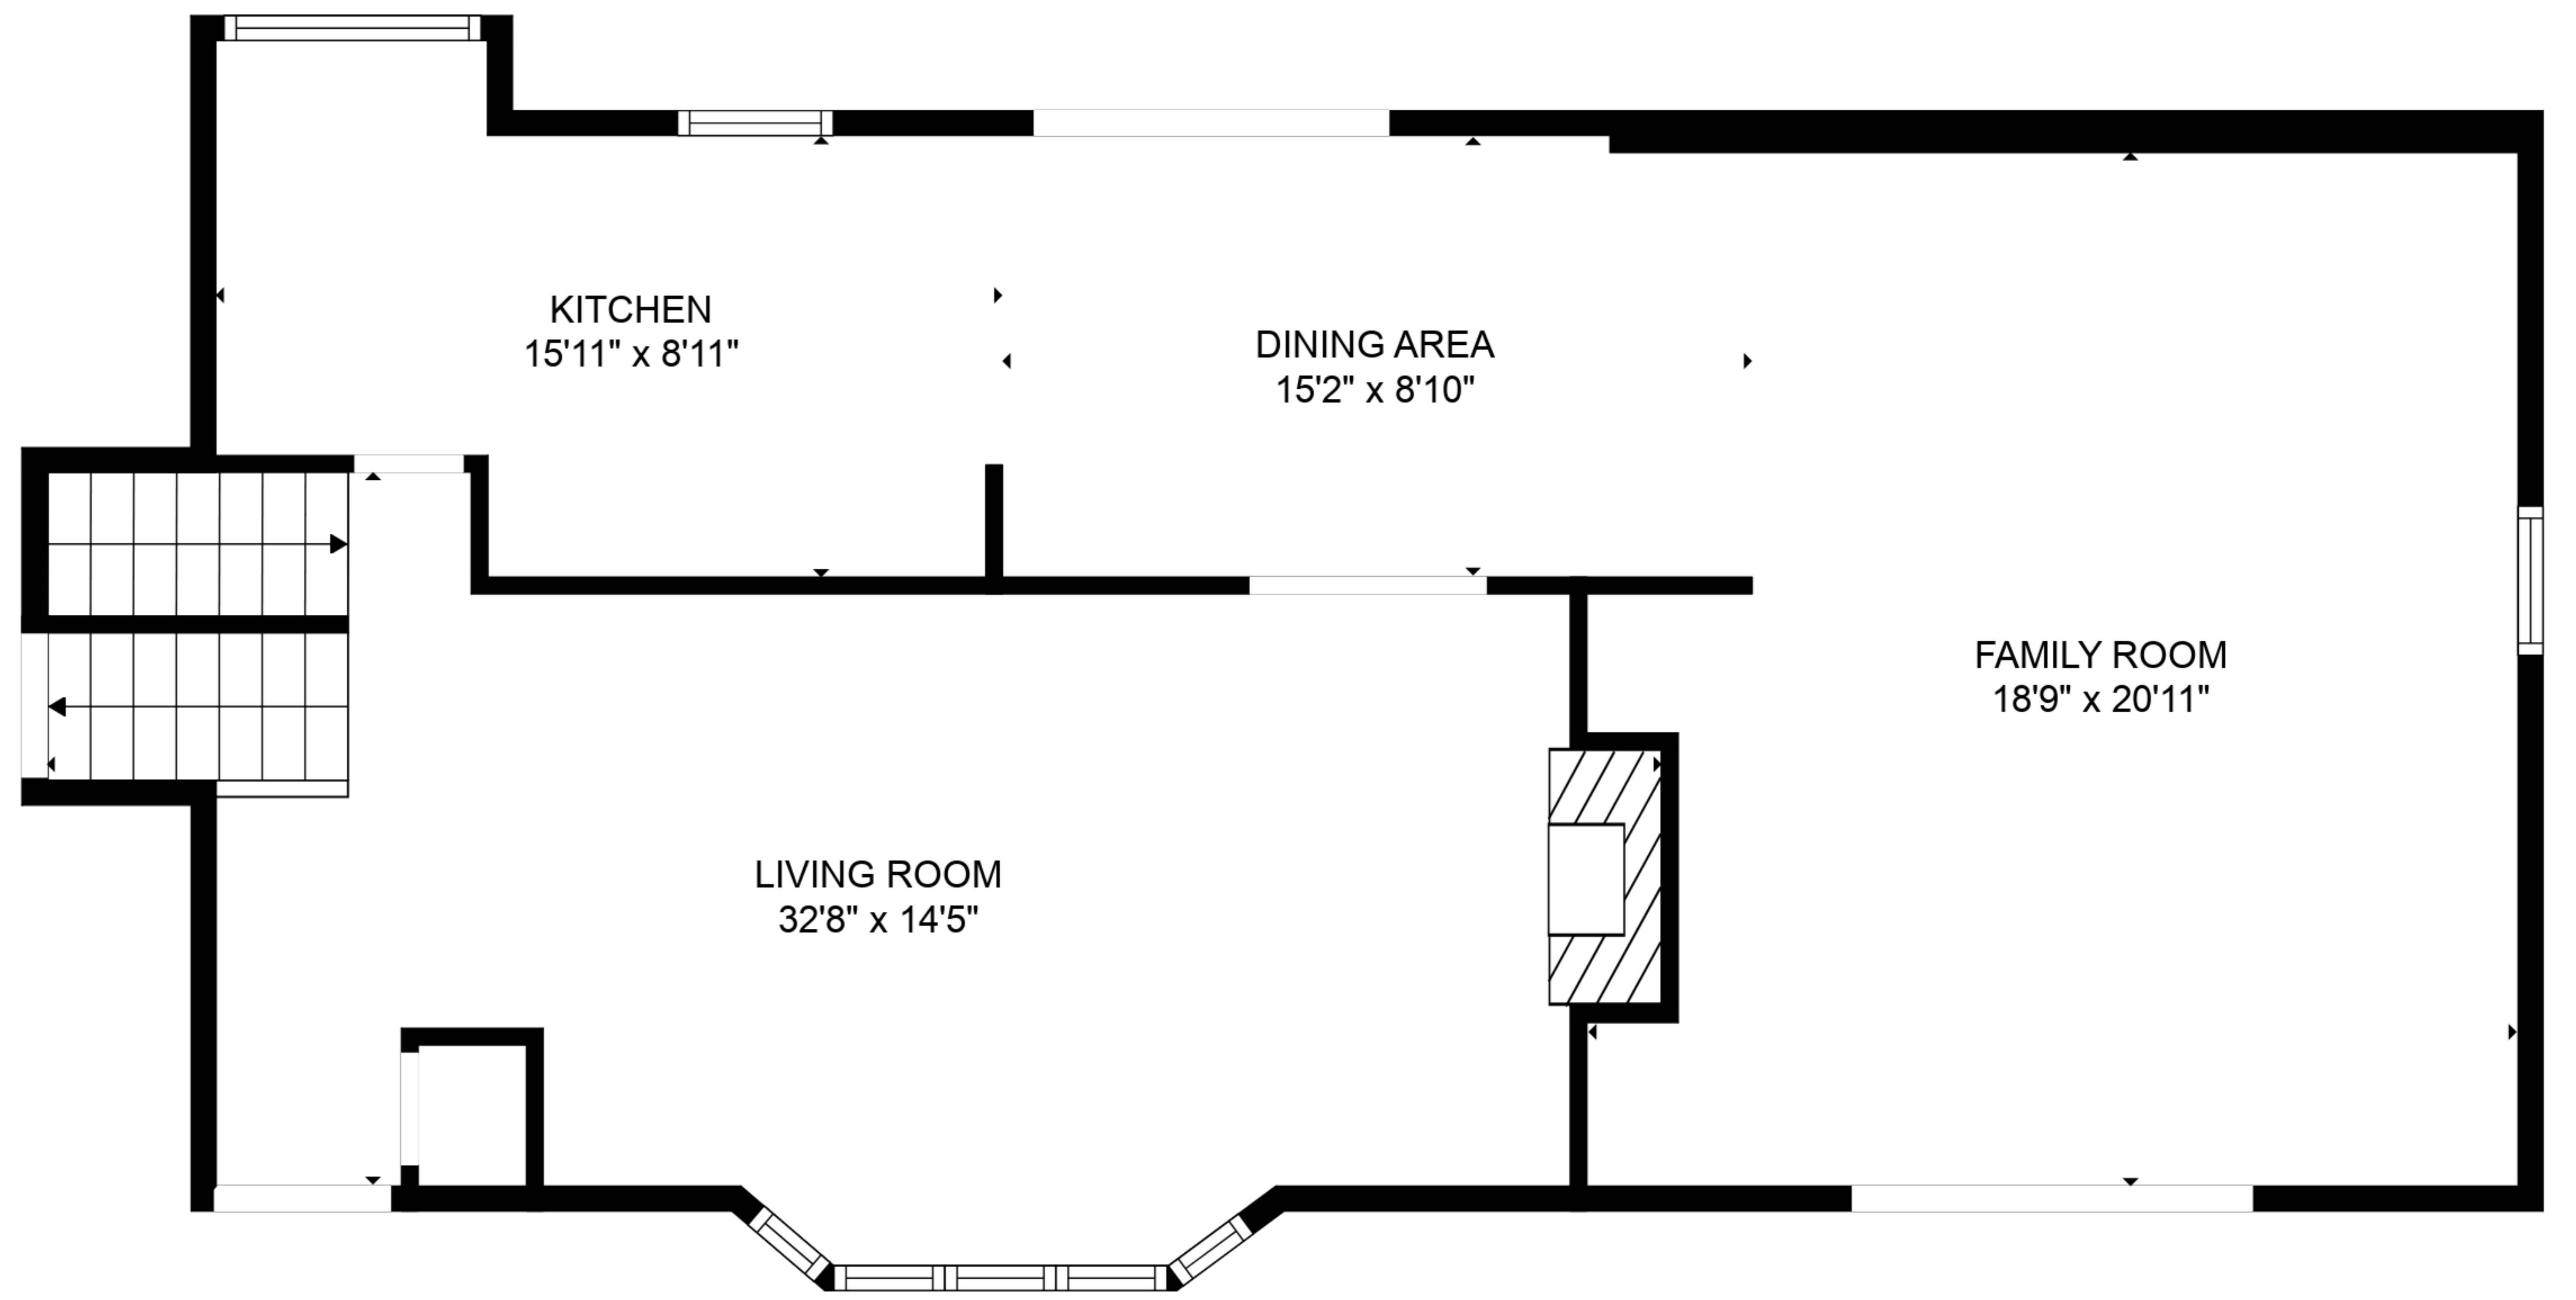 KITCHEN
15'11" x 8'11"
DINING AREA
15'2" x 8'10"
FAMILY ROOM
18'9" x 20'11"
LIVING ROOM
32'8" x 14'5"